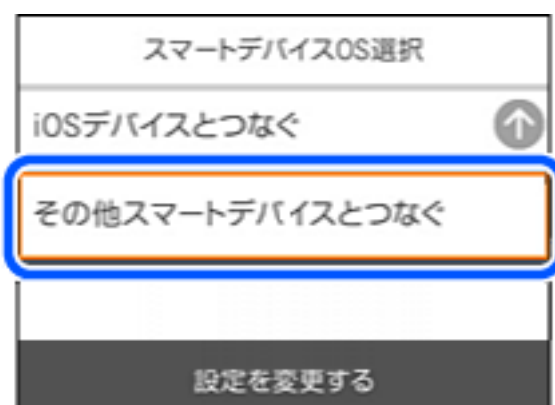 スマートデバイスOS選択
iOSデバイスとつなぐ
その他スマートデバイスとつなぐ
設定を変更する